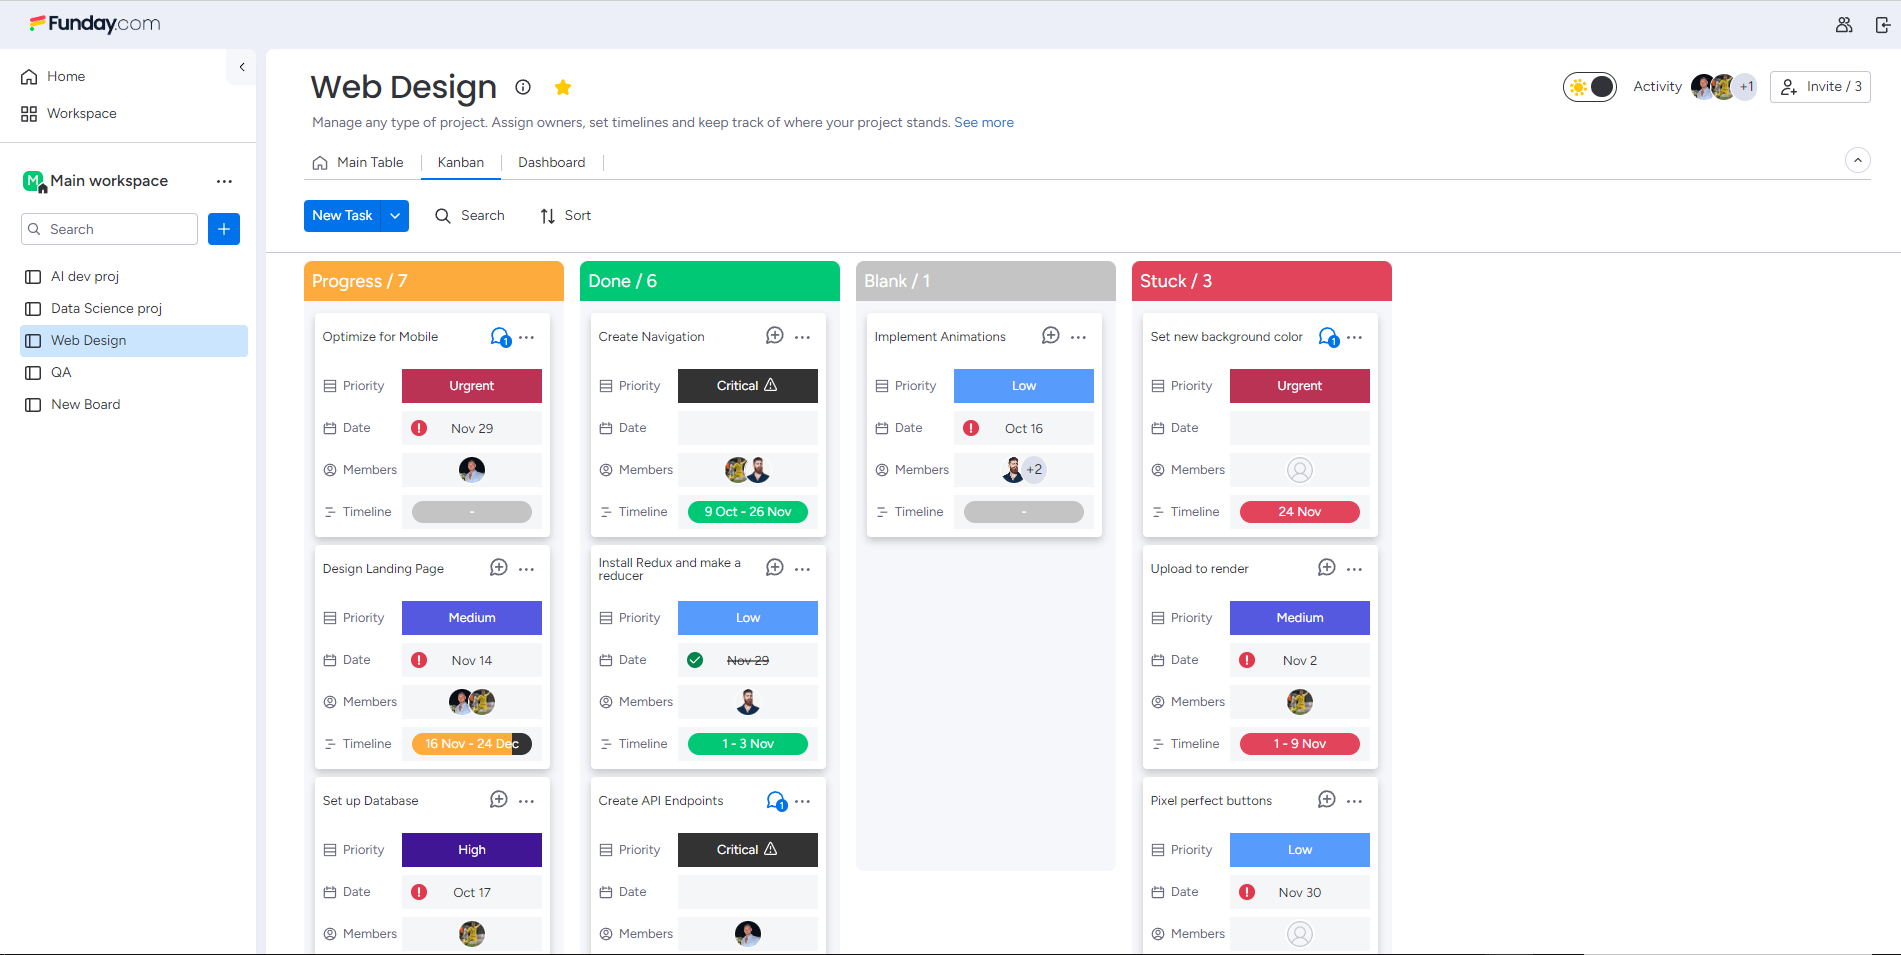 Funday.com
Home
Workspace
M Main workspace
Search
AI dev proj
Data Science proj
Web Design
QA
New Board
Web Design
Activity +1 Invite / 3
Manage any type of project. Assign owners, set timelines and keep track of where your project stands. See more
Main Table Kanban Dashboard
New Task Search Sort
Progress / 7
Optimize for Mobile 1
Priority Urgrent
Date Nov 29
Members
Timeline -
Design Landing Page
Priority Medium
Date Nov 14
Members
Timeline 16 Nov - 24 Dec
Set up Database
Priority High
Date Oct 17
Members
Done / 6
Create Navigation
Priority Critical
Date
Members
Timeline 9 Oct - 26 Nov
Install Redux and make a
reducer
Priority Low
Date Nov 29
Members
Timeline 1 - 3 Nov
Create API Endpoints 1
Priority Critical
Date
Members
Blank / 1
Implement Animations
Priority Low
Date Oct 16
Members +2
Timeline -
Stuck / 3
Set new background color 1
Priority Urgrent
Date
Members
Timeline 24 Nov
Upload to render
Priority Medium
Date Nov 2
Members
Timeline 1 - 9 Nov
Pixel perfect buttons
Priority Low
Date Nov 30
Members